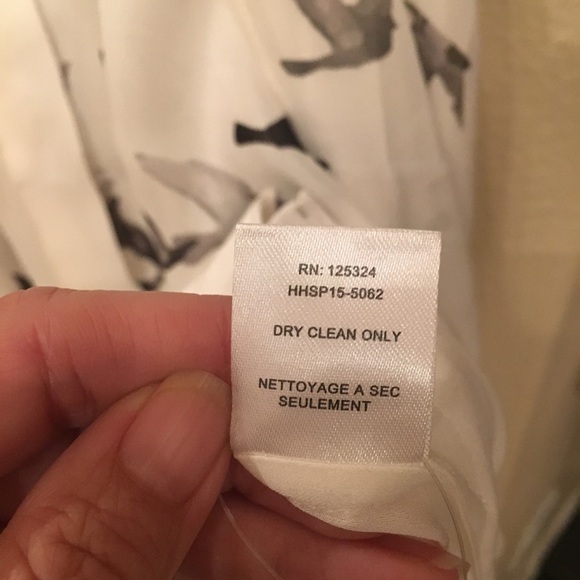 RN: 125324
HHSP15-5062
DRY CLEAN ONLY
NETTOYAGE A SEC
SEULEMENT